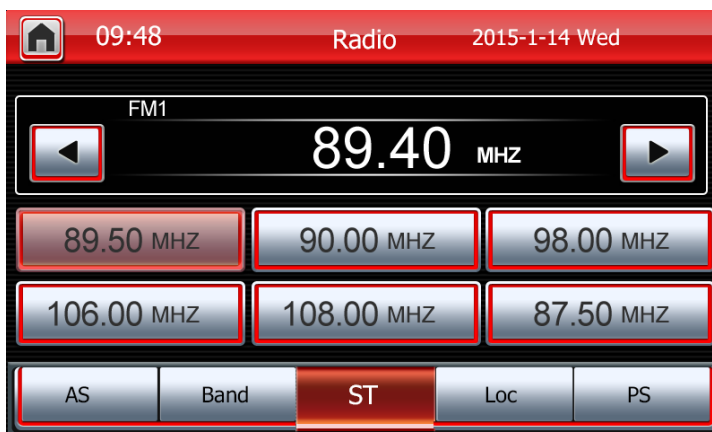 09:48 Radio 2015-1-14 Wed
FM1
89.40 MHZ
89.50 MHZ 90.00 MHZ 98.00 MHZ
106.00 MHZ 108.00 MHZ 87.50 MHZ
AS Band ST Loc PS